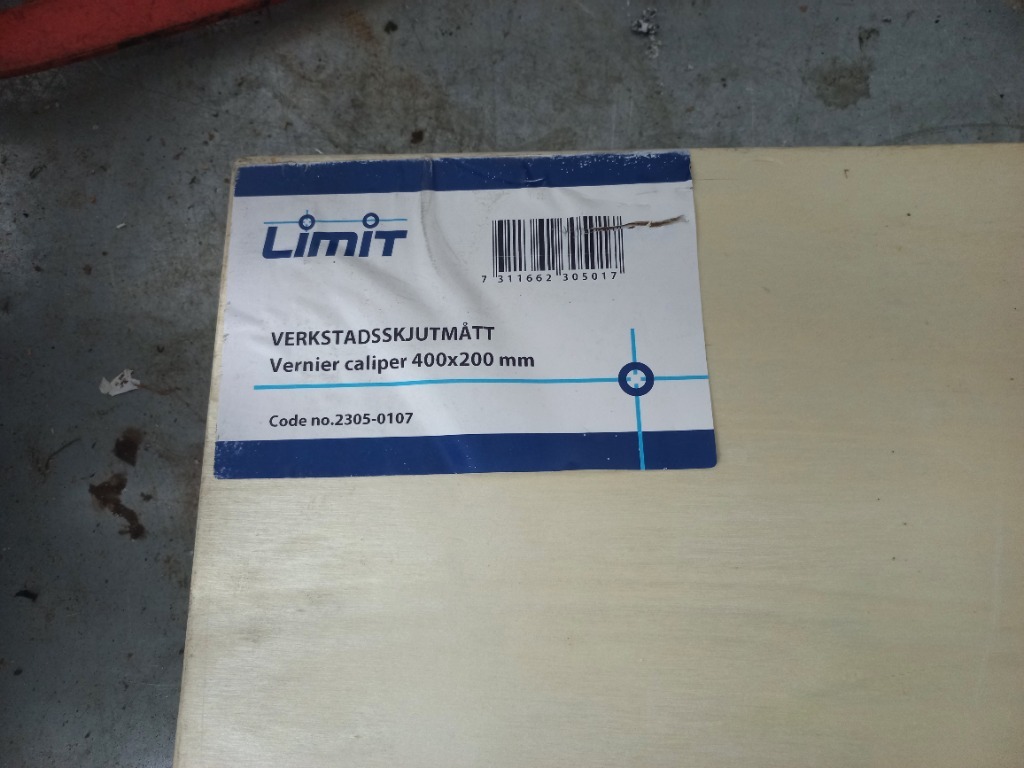 Limit
7 311662 305017
VERKSTADSSKJUTMÅTT
Vernier caliper 400x200 mm
Code no.2305-0107